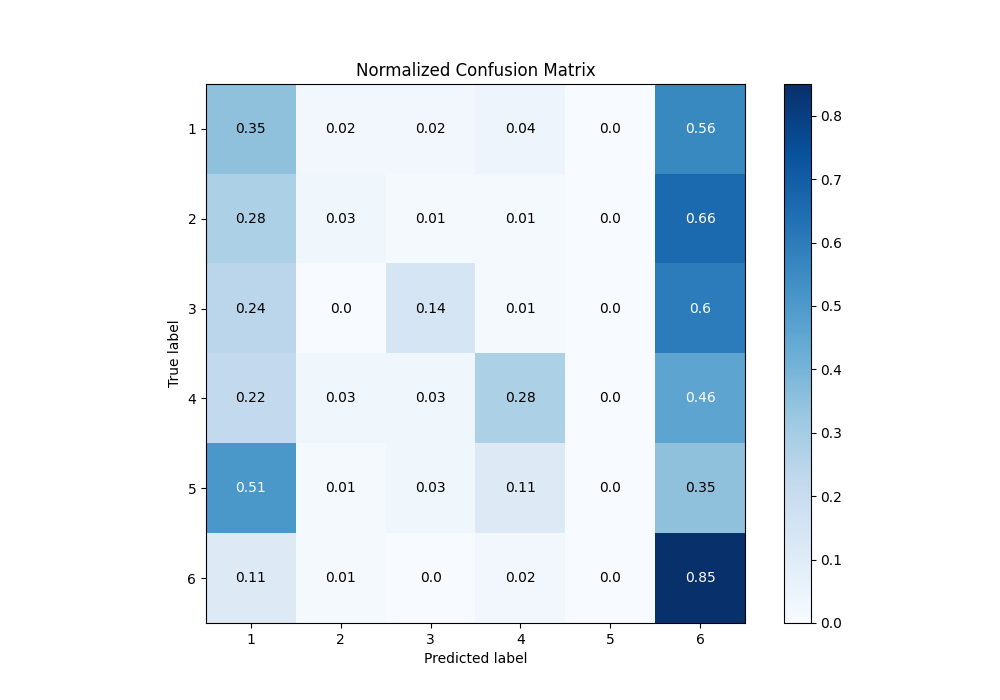 Normalized Confusion Matrix
True label
1 0.35 0.02 0.02 0.04 0.0 0.56
2 0.28 0.03 0.01 0.01 0.0 0.66
3 0.24 0.0 0.14 0.01 0.0 0.6
4 0.22 0.03 0.03 0.28 0.0 0.46
5 0.51 0.01 0.03 0.11 0.0 0.35
6 0.11 0.01 0.0 0.02 0.0 0.85
1 2 3 4 5 6
Predicted label
0.8
0.7
0.6
0.5
0.4
0.3
0.2
0.1
0.0